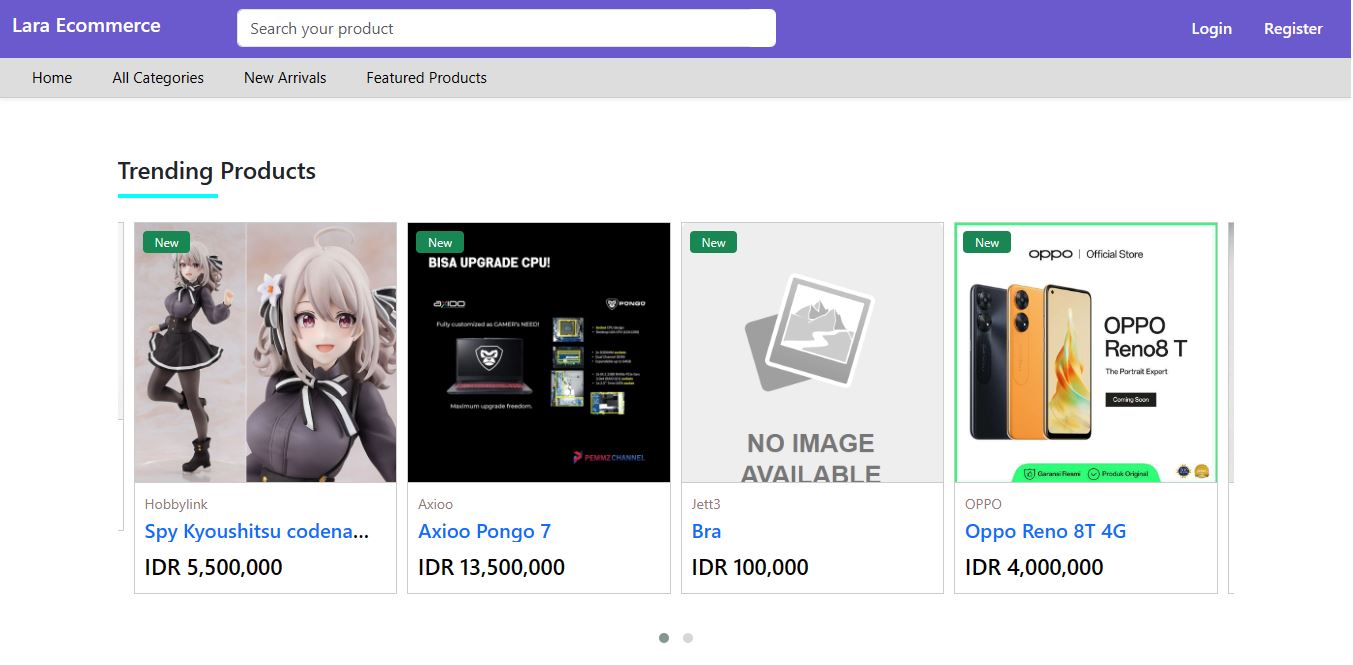 Lara Ecommerce
Search your product
Login
Register
Home
All Categories
New Arrivals
Featured Products
Trending Products
New
New
BISA UPGRADE CPU!
AXIOO
PONGO
Fully customized as GAMER's NEED!
Maximum upgrade freedom.
PEMMZ CHANNEL
New
NO IMAGE
AVAILABLE
New
oppo | Official Store
OPPO
Reno8 T
The Portrait Expert
Coming Soon
Garansi Resmi
Produk Original
Hobbylink
Spy Kyoushitsu codena...
IDR 5,500,000
Axioo
Axioo Pongo 7
IDR 13,500,000
Jett3
Bra
IDR 100,000
OPPO
Oppo Reno 8T 4G
IDR 4,000,000